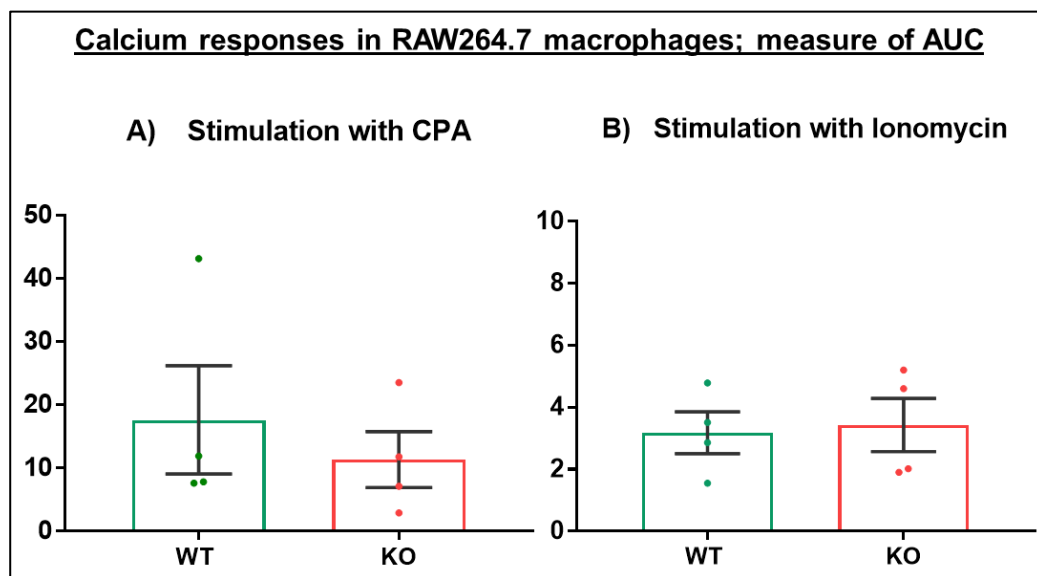 Calcium responses in RAW264.7 macrophages; measure of AUC
A) Stimulation with CPA
50
40
30
20
10
0
WT KO
B) Stimulation with Ionomycin
10
8
6
4
2
0
WT KO